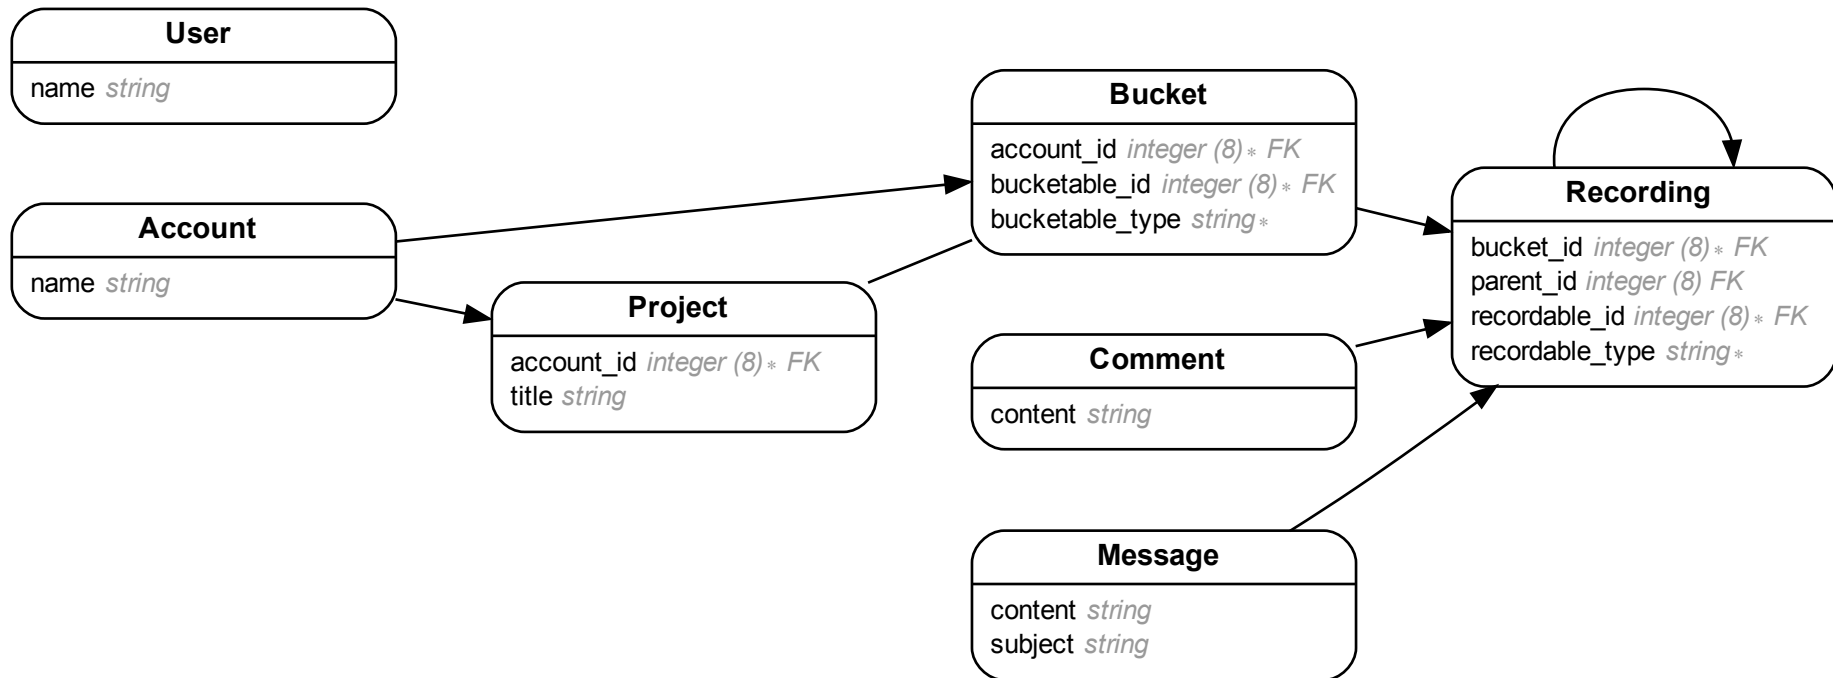 User
name string
Account
name string
Project
account_id integer (8)∗ FK
title string
Bucket
account_id integer (8)∗ FK
bucketable_id integer (8)∗ FK
bucketable_type string∗
Comment
content string
Message
content string
subject string
Recording
bucket_id integer (8)∗ FK
parent_id integer (8) FK
recordable_id integer (8)∗ FK
recordable_type string∗